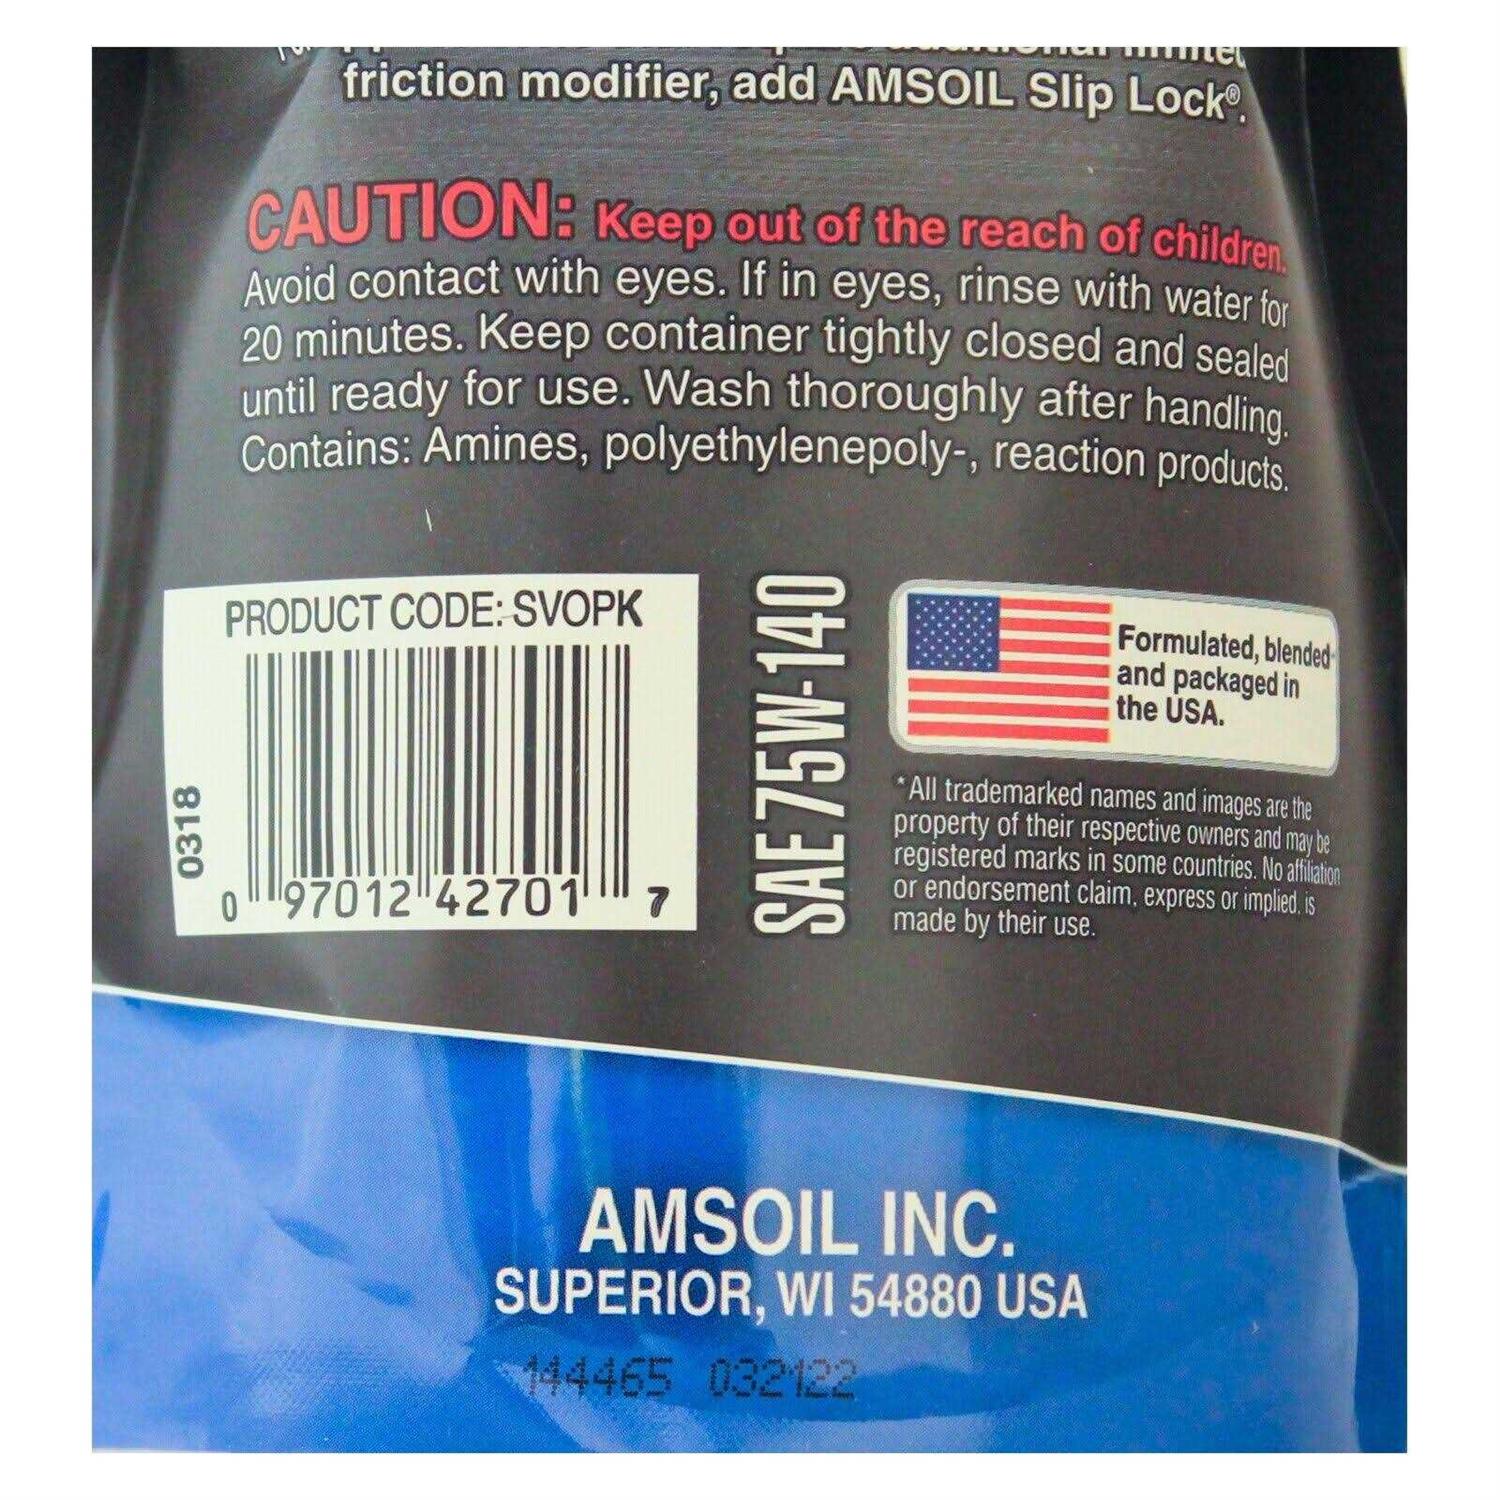 additional limited
friction modifier, add AMSOIL Slip Lock®.
CAUTION: Keep out of the reach of children.
Avoid contact with eyes. If in eyes, rinse with water for
20 minutes. Keep container tightly closed and sealed
until ready for use. Wash thoroughly after handling.
Contains: Amines, polyethylenepoly-, reaction products.
PRODUCT CODE: SVOPK
0318
0 97012 42701 7
SAE 75W-140
Formulated, blended
and packaged in
the USA.
*All trademarked names and images are the
property of their respective owners and may be
registered marks in some countries. No affiliation
or endorsement claim, express or implied, is
made by their use.
AMSOIL INC.
SUPERIOR, WI 54880 USA
144465 032122